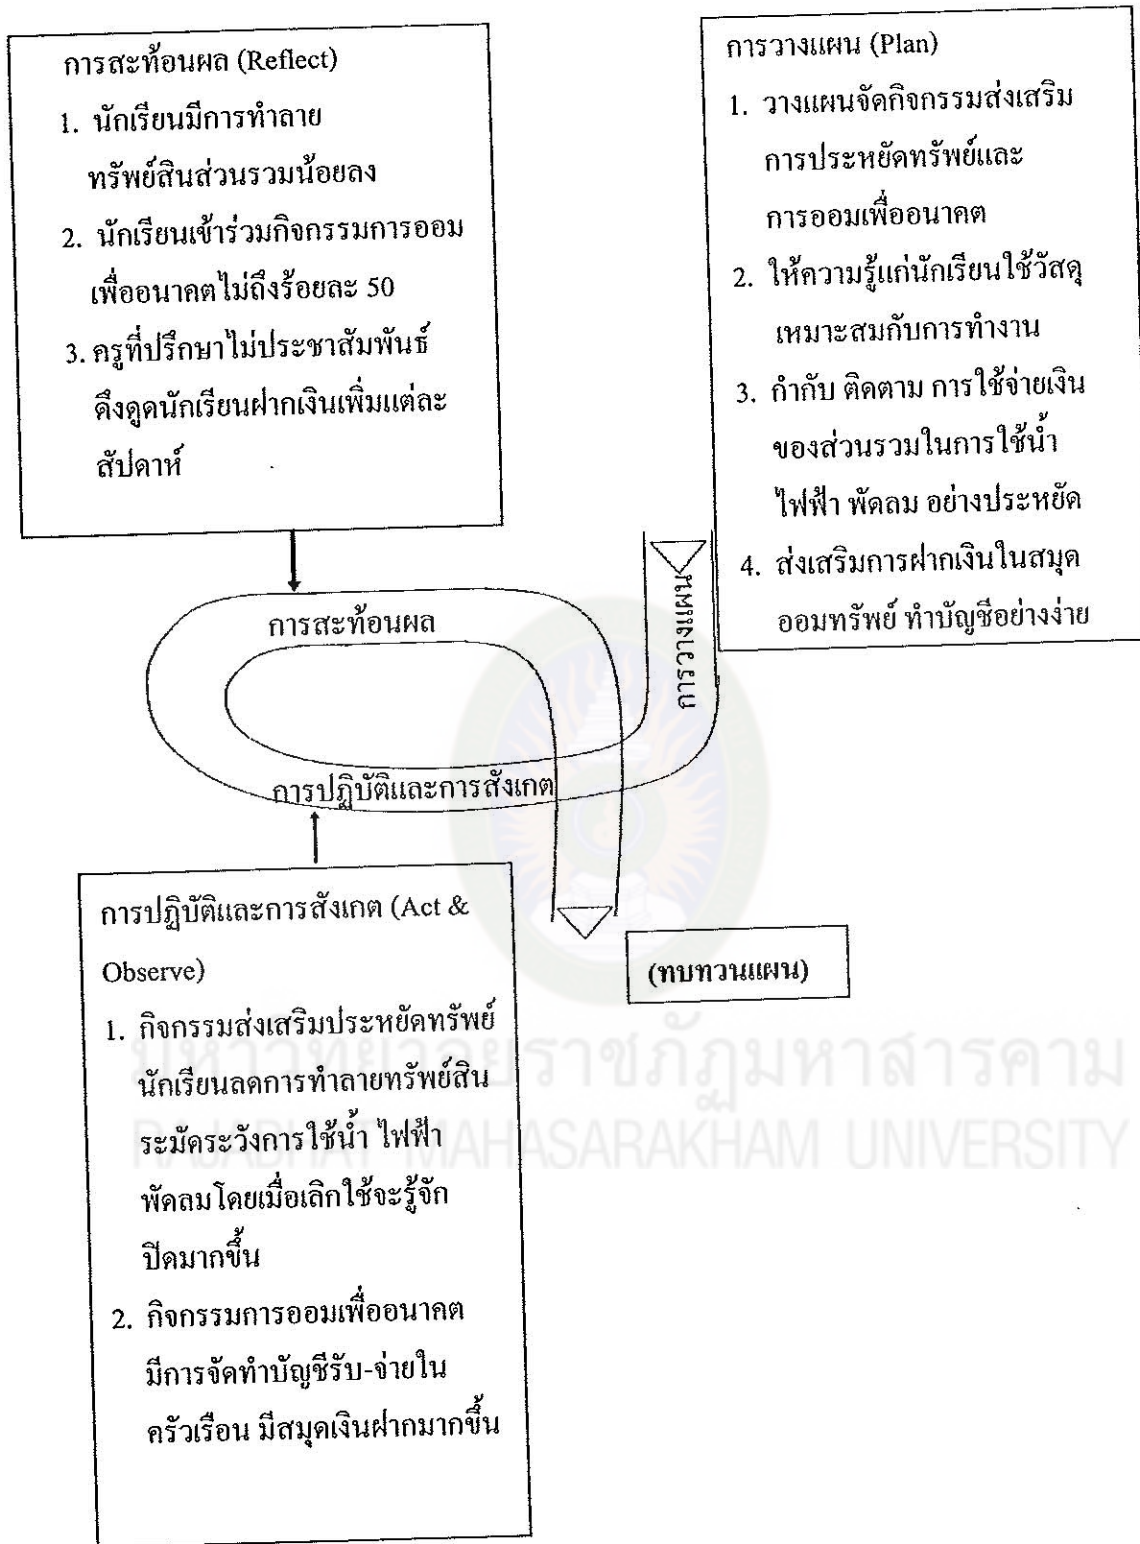 การสะท้อนผล (Reflect)
1. นักเรียนมีการทำลาย
ทรัพย์สินส่วนรวมน้อยลง
2. นักเรียนเข้าร่วมกิจกรรมการออม
เพื่ออนาคตไม่ถึงร้อยละ 50
3. ครูที่ปรึกษาไม่ประชาสัมพันธ์
ดึงดูดนักเรียนฝากเงินเพิ่มแต่ละ
สัปดาห์
การวางแผน (Plan)
1. วางแผนจัดกิจกรรมส่งเสริม
การประหยัดทรัพย์และ
การออมเพื่ออนาคต
2. ให้ความรู้แก่นักเรียนใช้วัสดุ
เหมาะสมกับการทำงาน
3. กำกับ ติดตาม การใช้จ่ายเงิน
ของส่วนรวมในการใช้น้ำ
ไฟฟ้า พัดลม อย่างประหยัด
4. ส่งเสริมการฝากเงินในสมุด
ออมทรัพย์ ทำบัญชีอย่างง่าย
การสะท้อนผล
การวางแผน
การปฏิบัติและการสังเกต
การปฏิบัติและการสังเกต (Act &
Observe)
1. กิจกรรมส่งเสริมประหยัดทรัพย์
นักเรียนลดการทำลายทรัพย์สิน
ระมัดระวังการใช้น้ำ ไฟฟ้า
พัดลมโดยเมื่อเลิกใช้จะรู้จัก
ปิดมากขึ้น
2. กิจกรรมการออมเพื่ออนาคต
มีการจัดทำบัญชีรับ-จ่ายใน
ครัวเรือน มีสมุดเงินฝากมากขึ้น
(ทบทวนแผน)
มหาวิทยาลัยราชภัฏมหาสารคาม
RAJABHAT MAHASARAKHAM UNIVERSITY